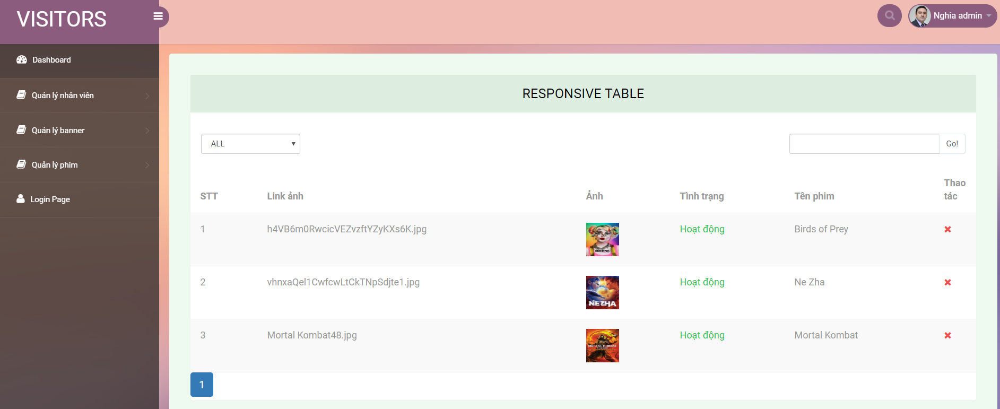 VISITORS
Nghia admin
Dashboard
Quản lý nhân viên
Quản lý banner
Quản lý phim
Login Page
RESPONSIVE TABLE
ALL
Go!
STT Link ảnh Ảnh Tình trạng Tên phim Thao tác
1 h4VB6m0RwcicVEZvzftYZyKXs6K.jpg Hoạt động Birds of Prey
BIRDS OF PREY
2 vhnxaQel1CwfcwLtCkTNpSdjte1.jpg Hoạt động Ne Zha
NEZHA
3 Mortal Kombat48.jpg Hoạt động Mortal Kombat
MORTAL KOMBAT
1